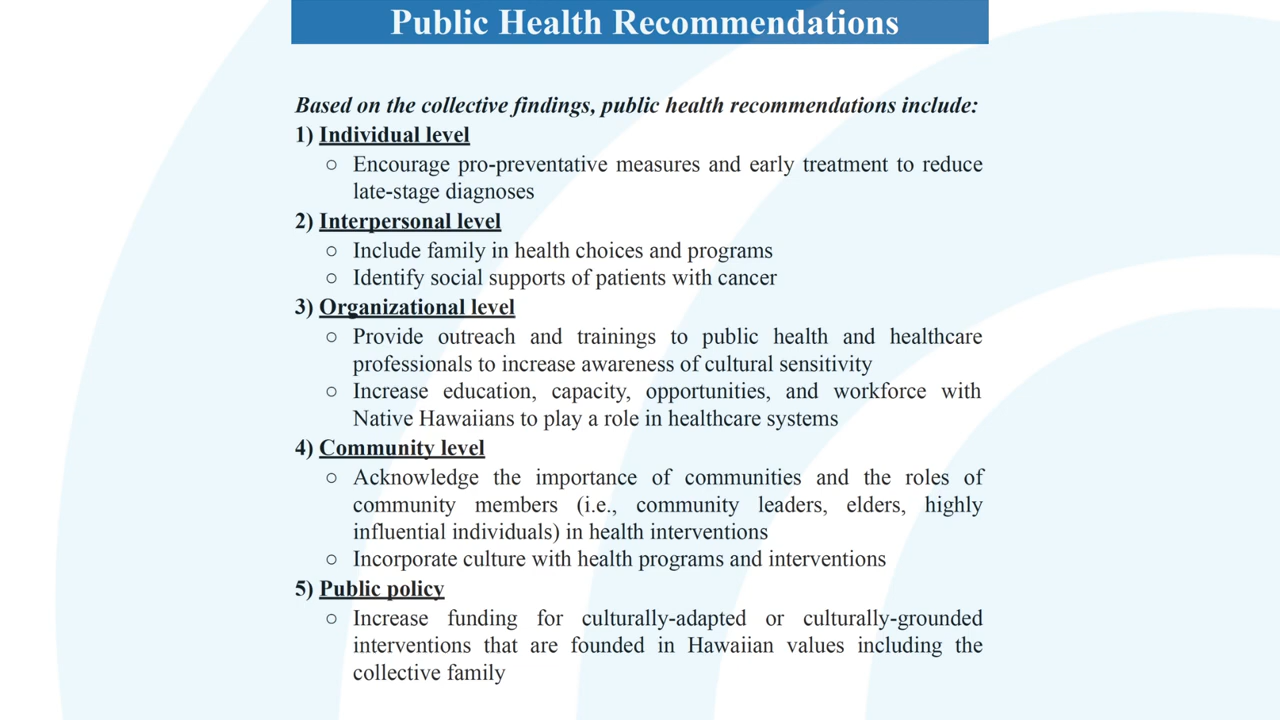 Public Health Recommendations
Based on the collective findings, public health recommendations include:
1) Individual level
○ Encourage pro-preventative measures and early treatment to reduce
late-stage diagnoses
2) Interpersonal level
○ Include family in health choices and programs
○ Identify social supports of patients with cancer
3) Organizational level
○ Provide outreach and trainings to public health and healthcare
professionals to increase awareness of cultural sensitivity
○ Increase education, capacity, opportunities, and workforce with
Native Hawaiians to play a role in healthcare systems
4) Community level
○ Acknowledge the importance of communities and the roles of
community members (i.e., community leaders, elders, highly
influential individuals) in health interventions
○ Incorporate culture with health programs and interventions
5) Public policy
○ Increase funding for culturally-adapted or culturally-grounded
interventions that are founded in Hawaiian values including the
collective family